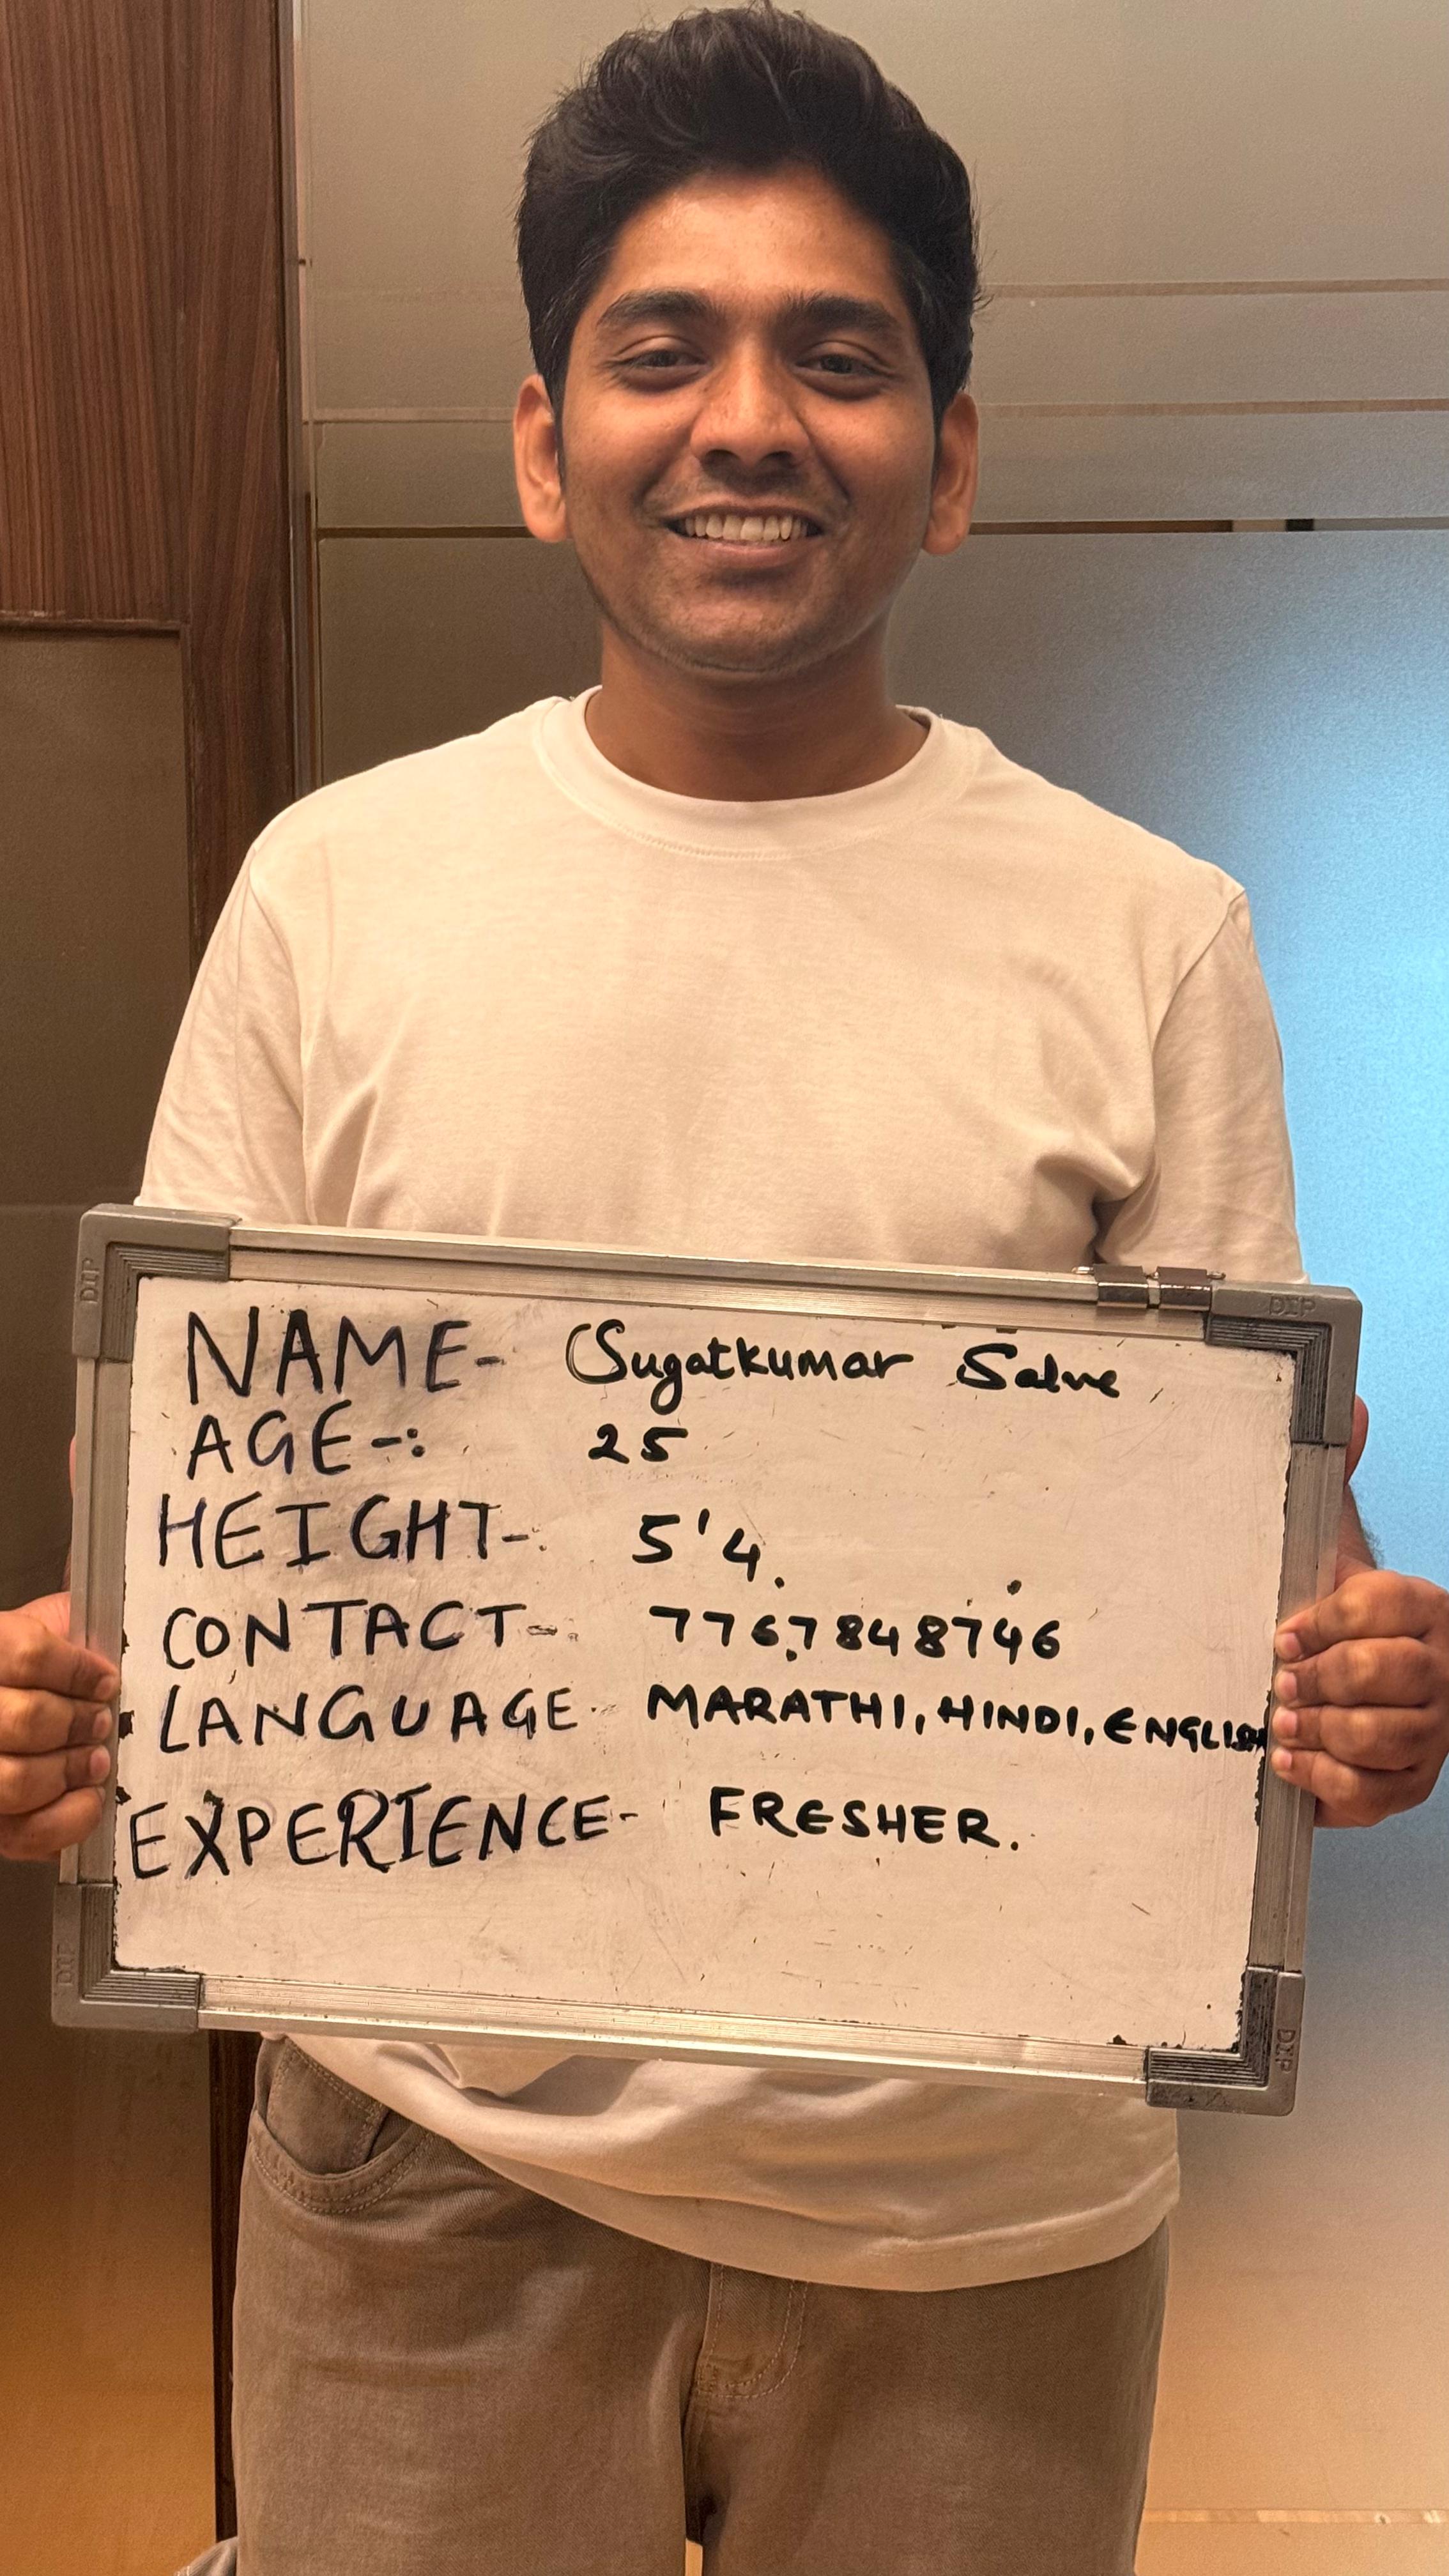 NAME- Sugatkumar Salve
AGE-: 25
HEIGHT-. 5'4.
CONTACT-. 7767848746
LANGUAGE- MARATHI, HINDI, ENGLISH
EXPERIENCE- FRESHER.
DIP
DIP
DIP
DIP